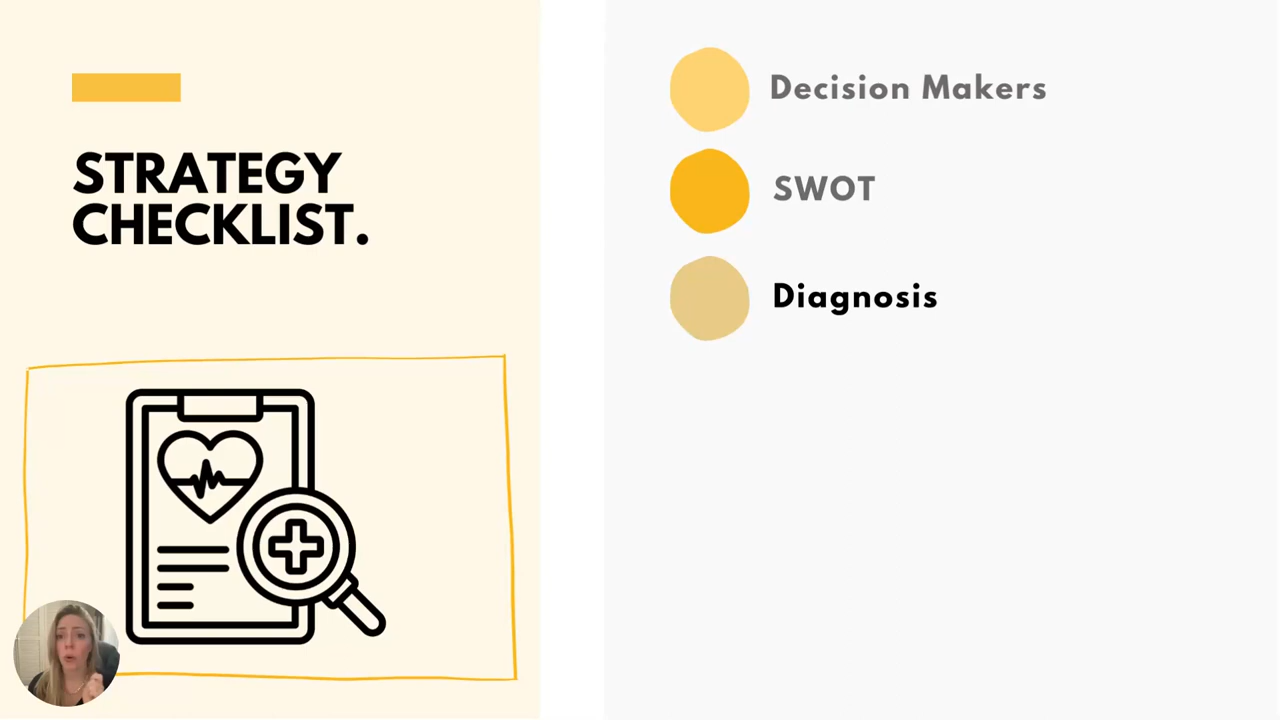 STRATEGY
CHECKLIST.
Decision Makers
SWOT
Diagnosis